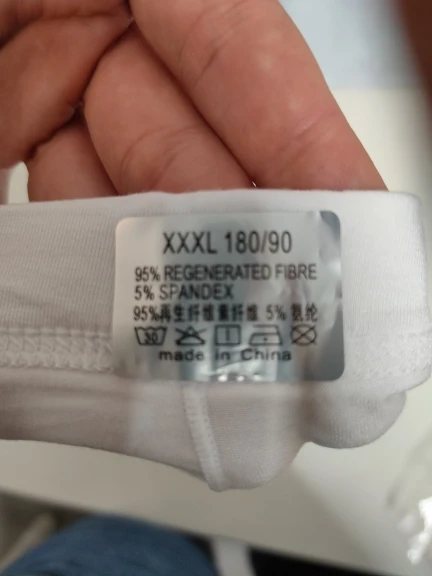 XXXL 180/90
95% REGENERATED FIBRE
5% SPANDEX
95%再生纤维素纤维 5% 氨纶
30
made in China